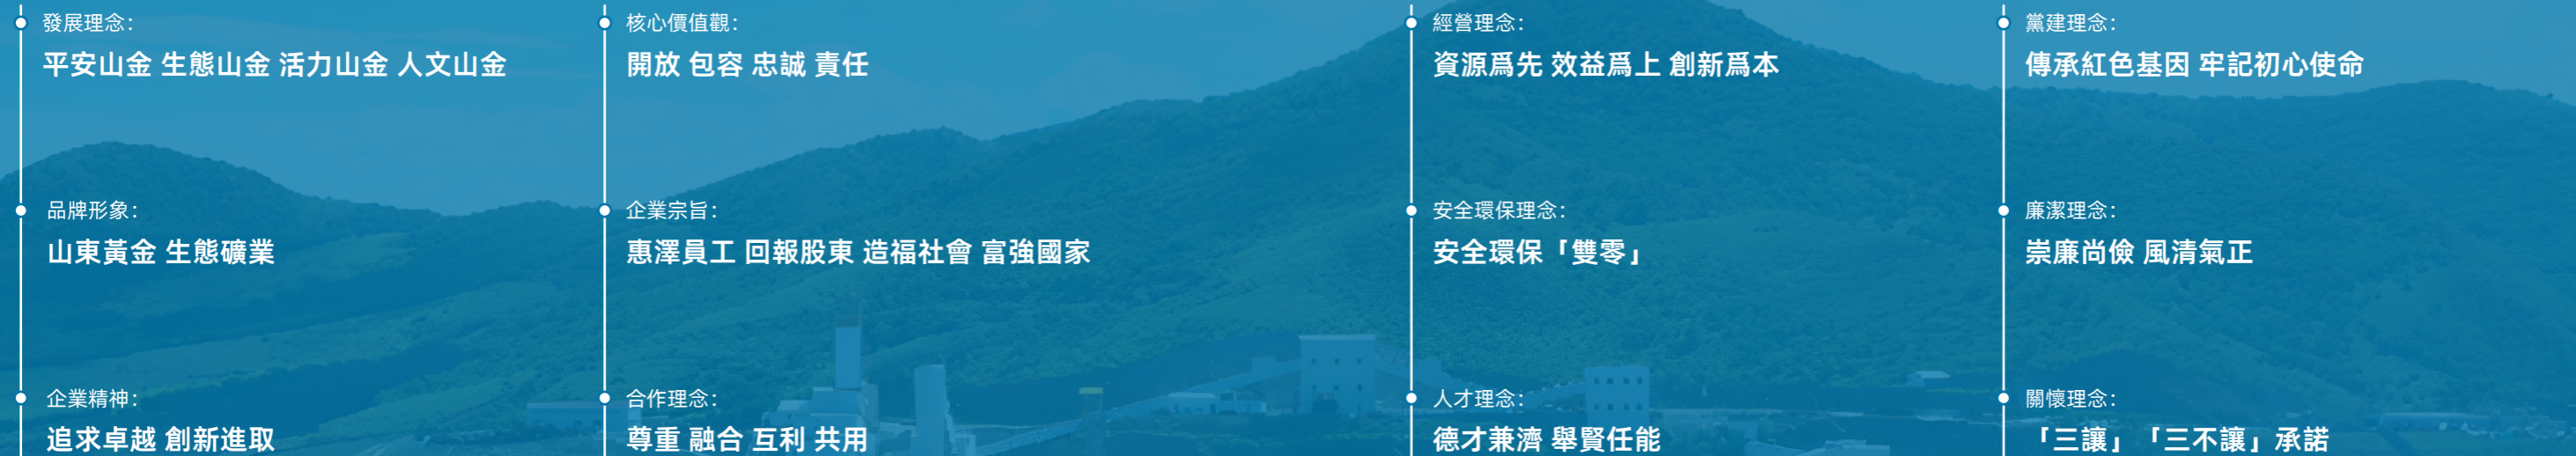 發展理念：
平安山金 生態山金 活力山金 人文山金
核心價值觀：
開放 包容 忠誠 責任
經營理念：
資源爲先 效益爲上 創新爲本
黨建理念：
傳承紅色基因 牢記初心使命
品牌形象：
山東黃金 生態礦業
企業宗旨：
惠澤員工 回報股東 造福社會 富強國家
安全環保理念：
安全環保「雙零」
廉潔理念：
崇廉尚儉 風清氣正
企業精神：
追求卓越 創新進取
合作理念：
尊重 融合 互利 共用
人才理念：
德才兼濟 舉賢任能
關懷理念：
「三讓」「三不讓」承諾